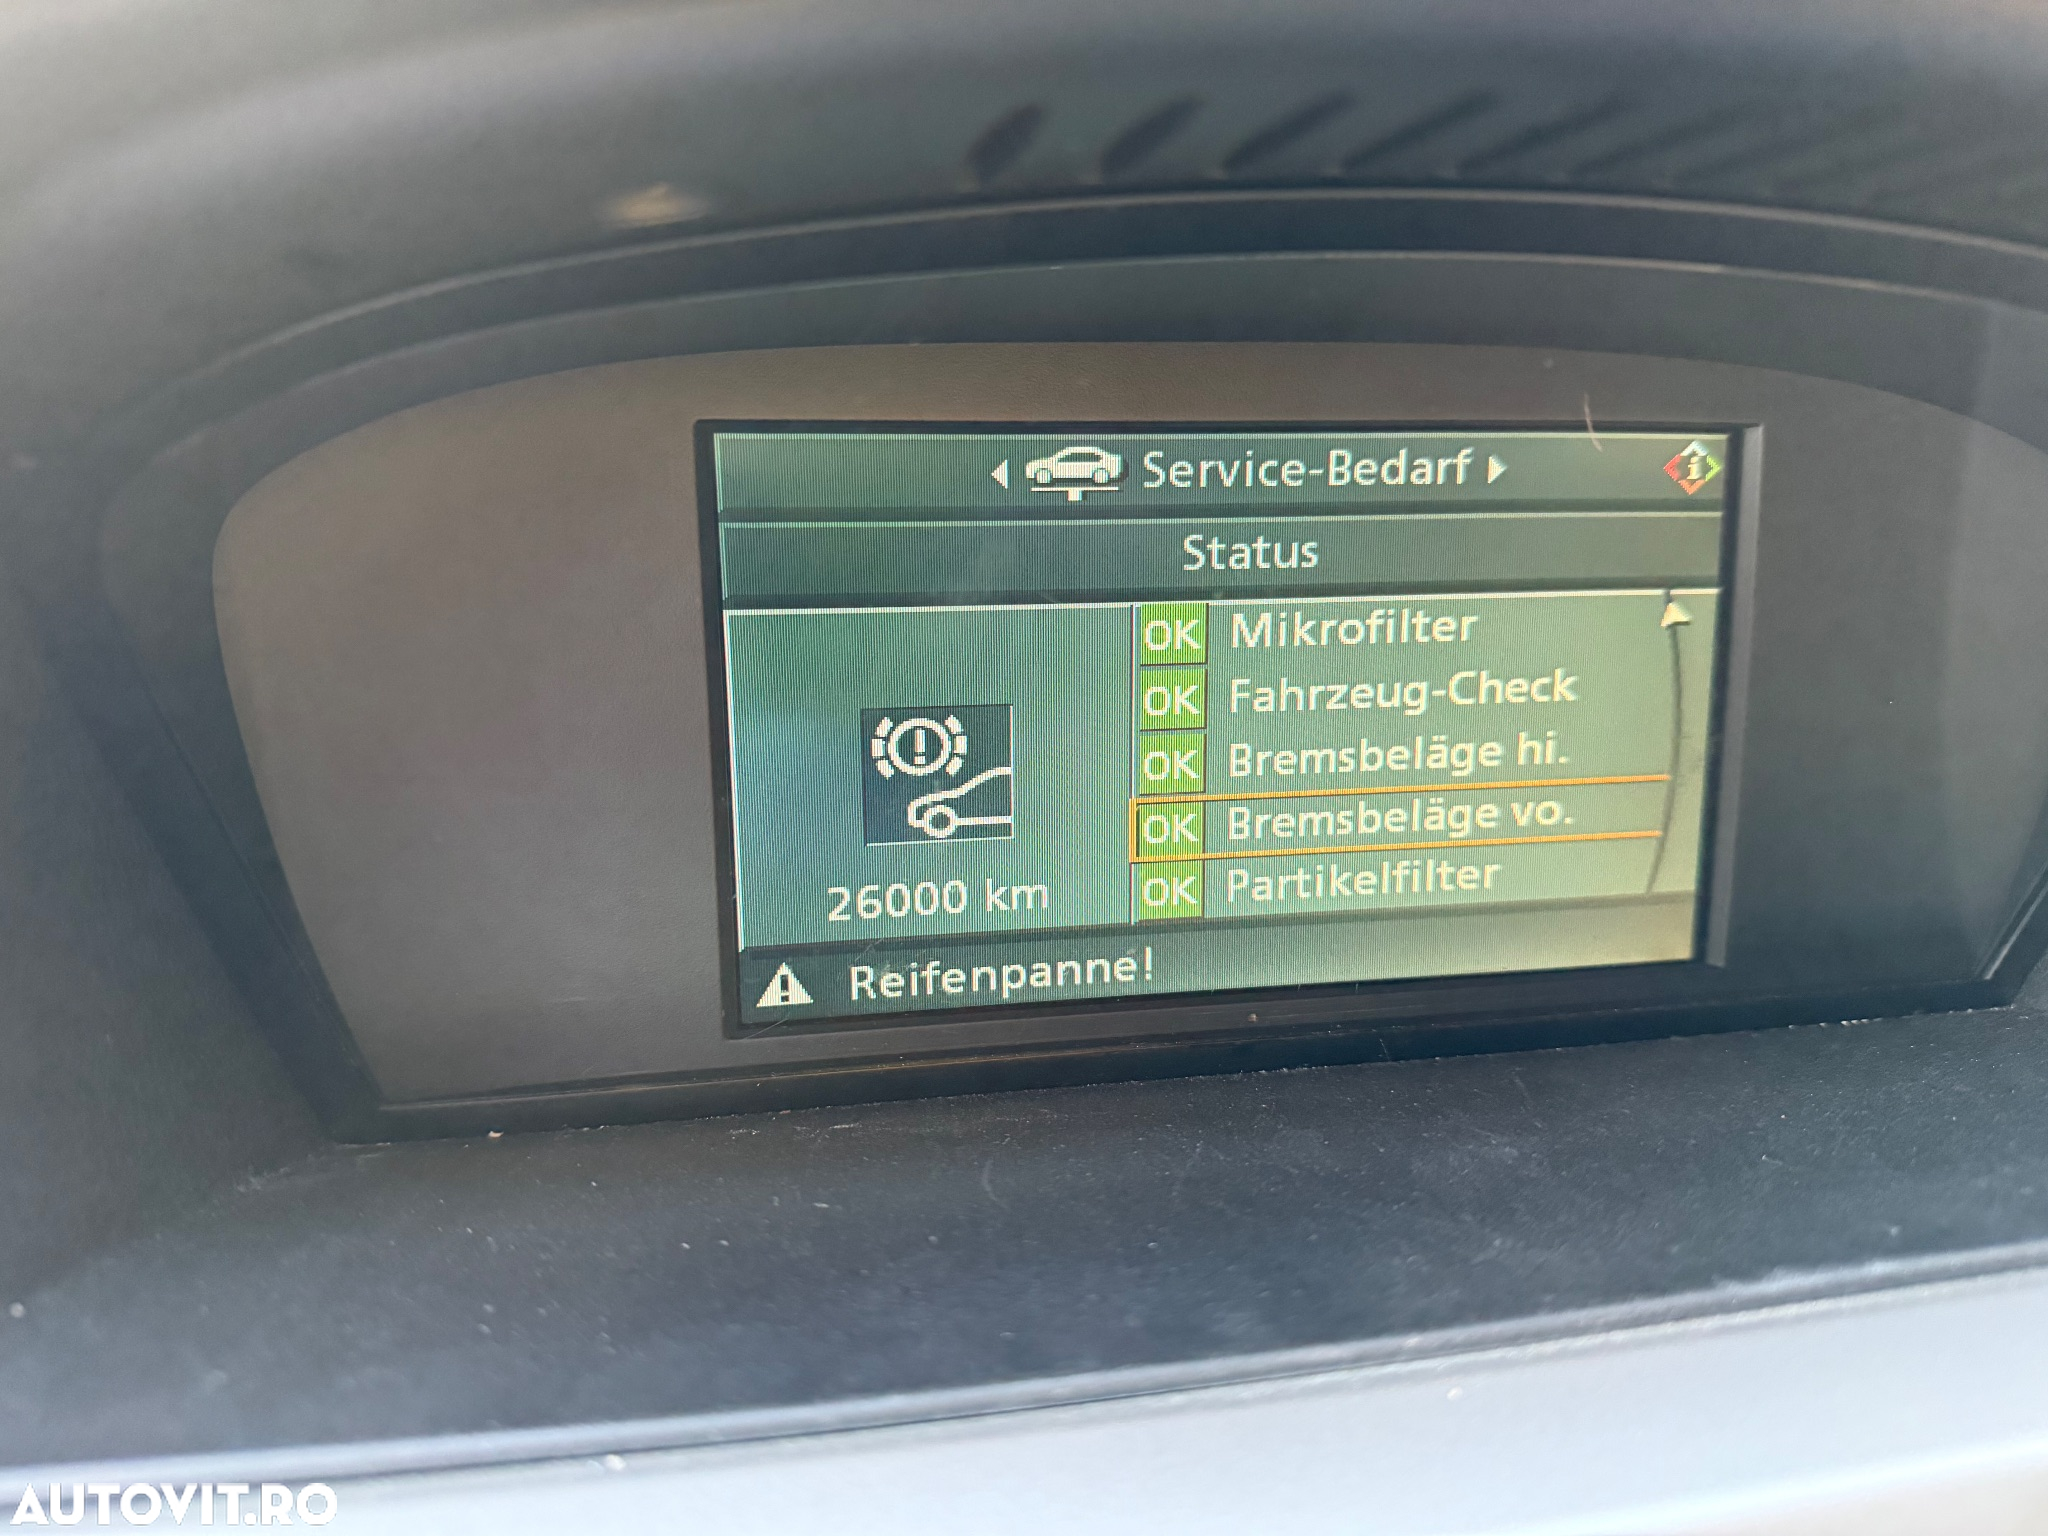 Service-Bedarf
Status
OK Mikrofilter
OK Fahrzeug-Check
OK Bremsbeläge hi.
OK Bremsbeläge vo.
OK Partikelfilter
26000 km
Reifenpanne!
AUTOVIT.RO